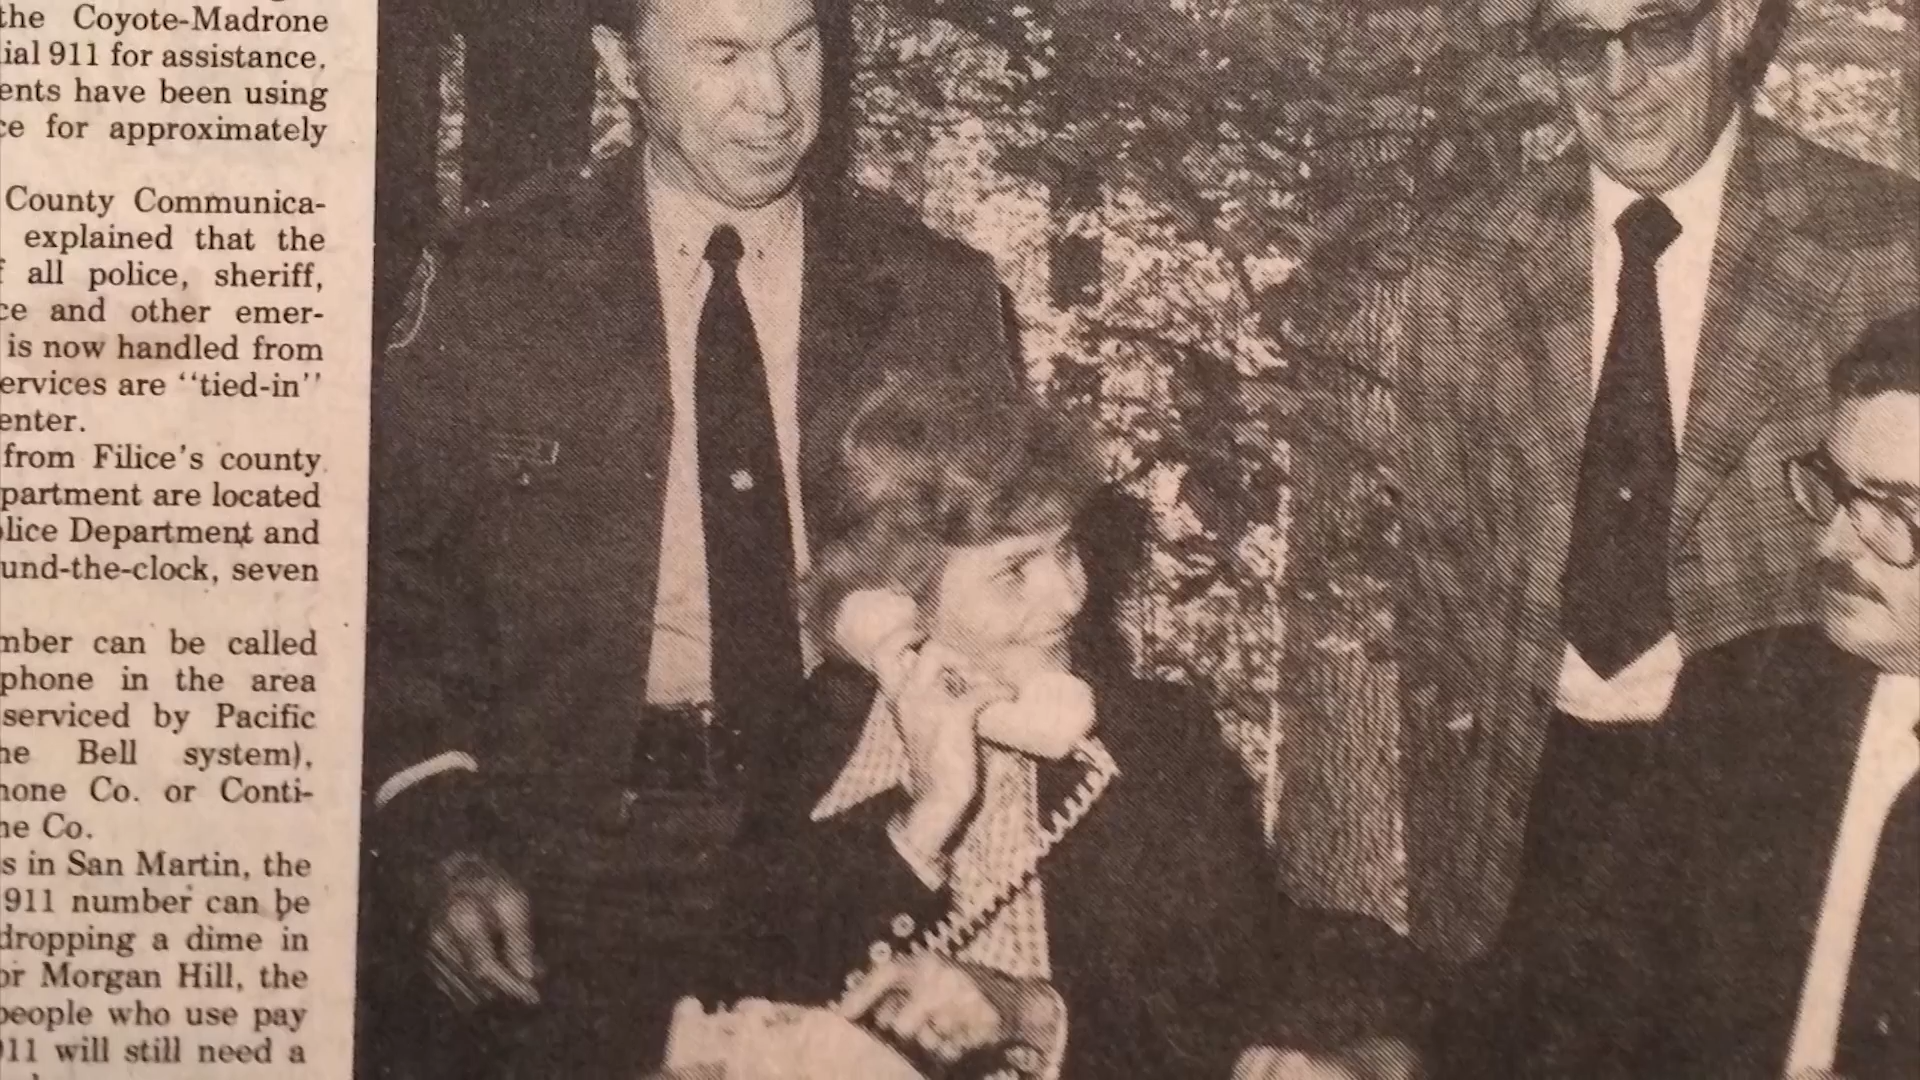 the Coyote-Madrone
ial 911 for assistance.
ents have been using
ce for approximately
County Communica-
explained that the
f all police, sheriff,
ce and other emer-
is now handled from
ervices are "tied-in"
enter.
from Filice's county
partment are located
lice Department and
und-the-clock, seven
mber can be called
phone in the area
serviced by Pacific
he Bell system),
hone Co. or Conti-
ne Co.
s in San Martin, the
911 number can be
dropping a dime in
or Morgan Hill, the
people who use pay
911 will still need a